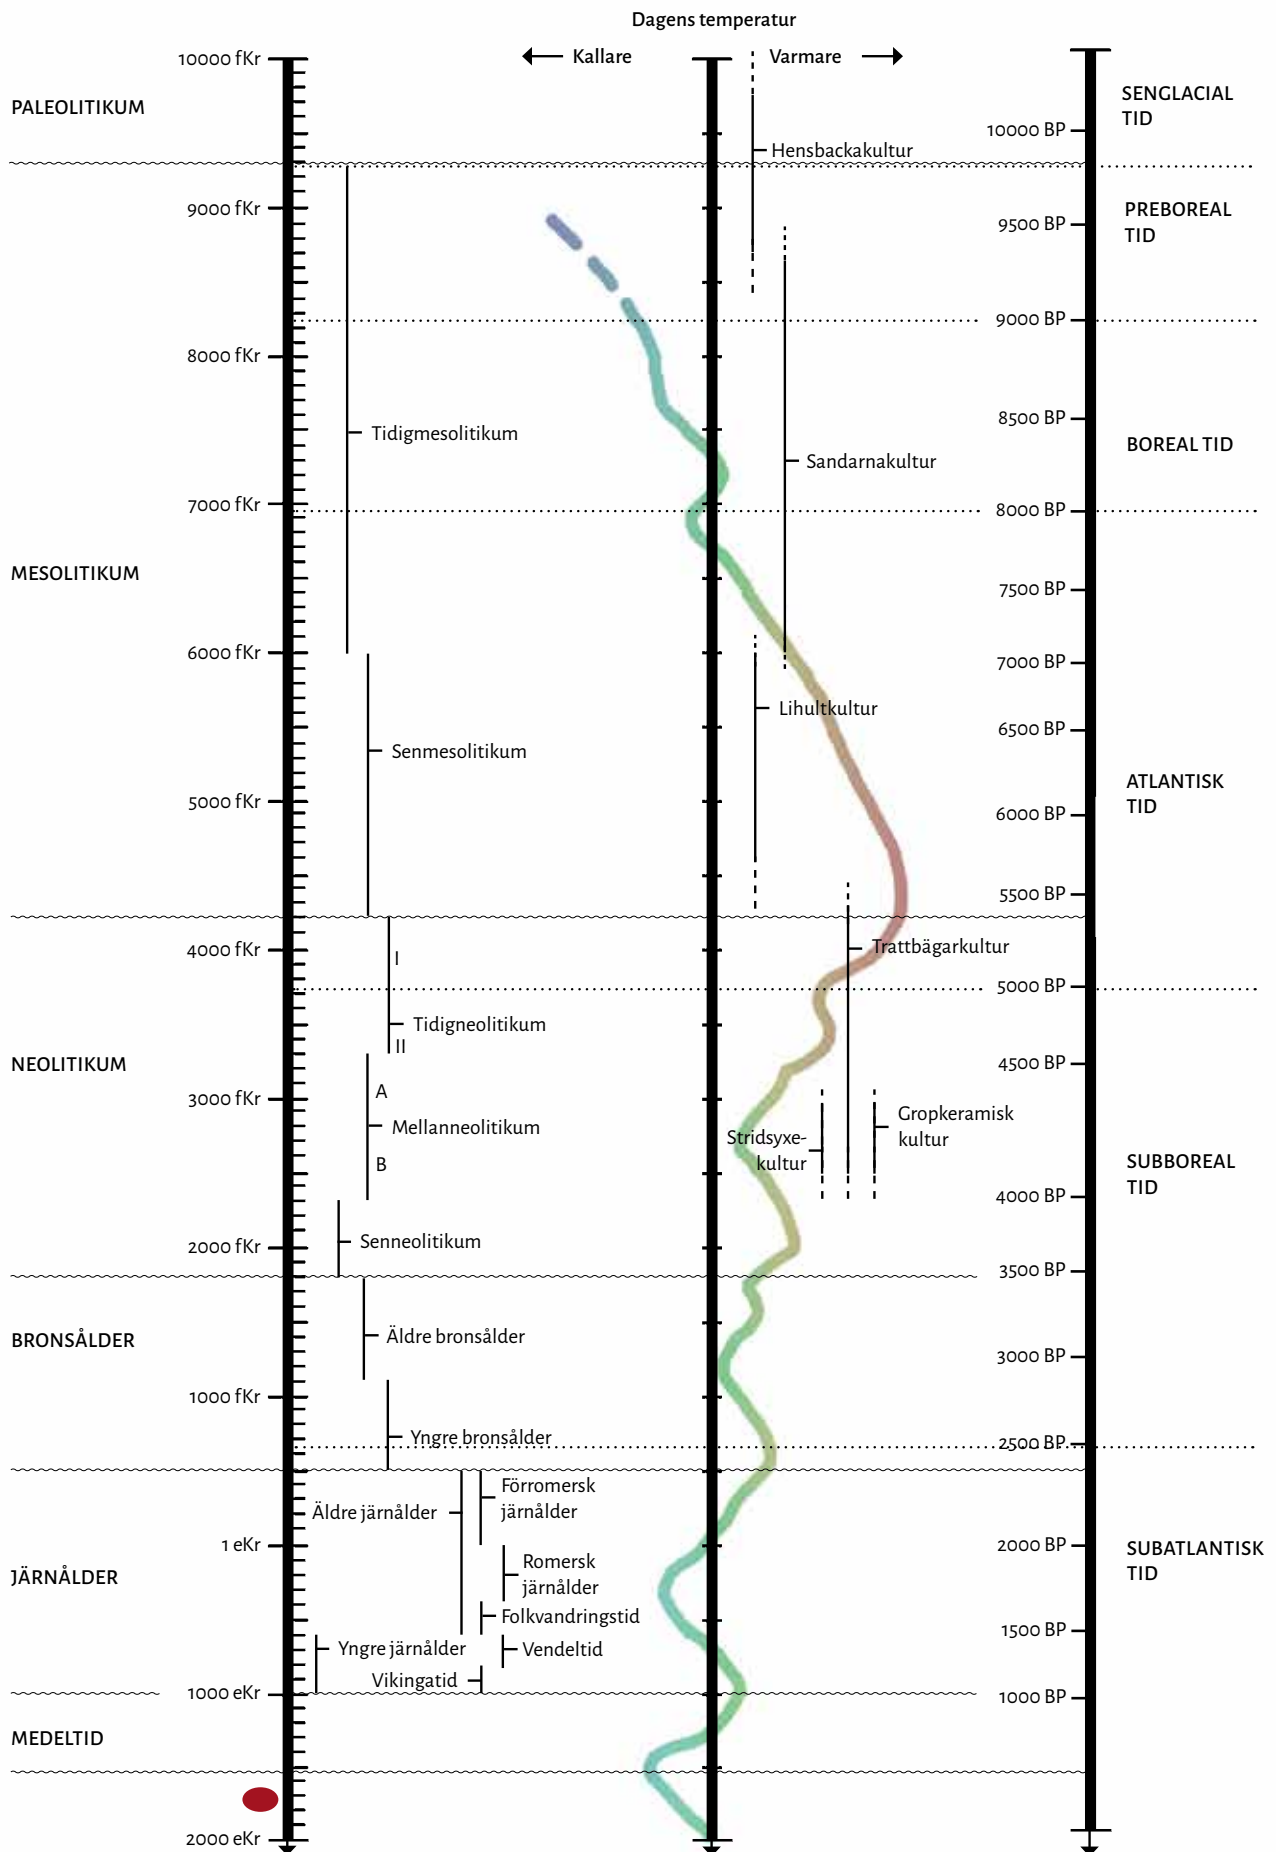 Dagens temperatur
Kallare
Varmare
10000 fKr
9000 fKr
8000 fKr
7000 fKr
6000 fKr
5000 fKr
4000 fKr
3000 fKr
2000 fKr
1000 fKr
1 eKr
1000 eKr
2000 eKr
PALEOLITIKUM
MESOLITIKUM
NEOLITIKUM
BRONSÅLDER
JÄRNÅLDER
MEDELTID
Tidigmesolitikum
Senmesolitikum
I
Tidigneolitikum
II
A
Mellanneolitikum
B
Senneolitikum
Äldre bronsålder
Yngre bronsålder
Äldre järnålder
Förromersk
järnålder
Romersk
järnålder
Folkvandringstid
Yngre järnålder
Vendeltid
Vikingatid
Hensbackakultur
Sandarnakultur
Lihultkultur
Trattbägarkultur
Stridsyxe-
kultur
Gropkeramisk
kultur
10000 BP
9500 BP
9000 BP
8500 BP
8000 BP
7500 BP
7000 BP
6500 BP
6000 BP
5500 BP
5000 BP
4500 BP
4000 BP
3500 BP
3000 BP
2500 BP
2000 BP
1500 BP
1000 BP
SENGLACIAL
TID
PREBOREAL
TID
BOREAL TID
ATLANTISK
TID
SUBBOREAL
TID
SUBATLANTISK
TID